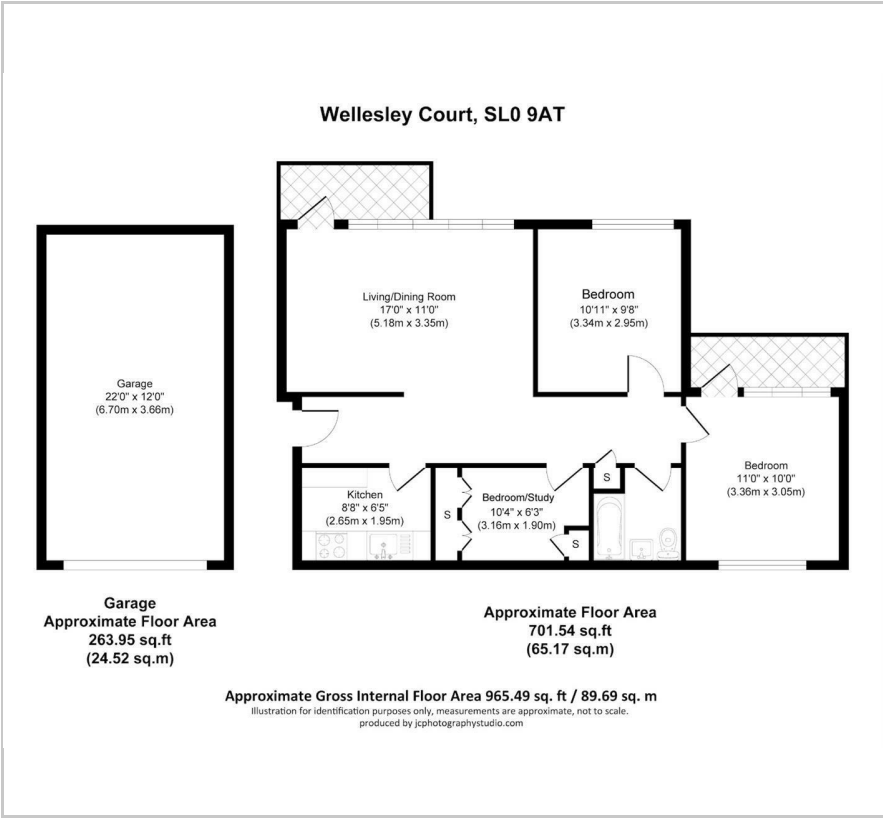 Wellesley Court, SL0 9AT
Living/Dining Room
17'0" x 11'0"
(5.18m x 3.35m)
Bedroom
10'11" x 9'8"
(3.34m x 2.95m)
Garage
22'0" x 12'0"
(6.70m x 3.66m)
Bedroom
11'0" x 10'0"
(3.36m x 3.05m)
Kitchen
8'8" x 6'5"
(2.65m x 1.95m)
S
Bedroom/Study
10'4" x 6'3"
(3.16m x 1.90m)
S
S
Garage
Approximate Floor Area
263.95 sq.ft
(24.52 sq.m)
Approximate Floor Area
701.54 sq.ft
(65.17 sq.m)
Approximate Gross Internal Floor Area 965.49 sq. ft / 89.69 sq. m
Illustration for identification purposes only, measurements are approximate, not to scale.
produced by jcphotographystudio.com